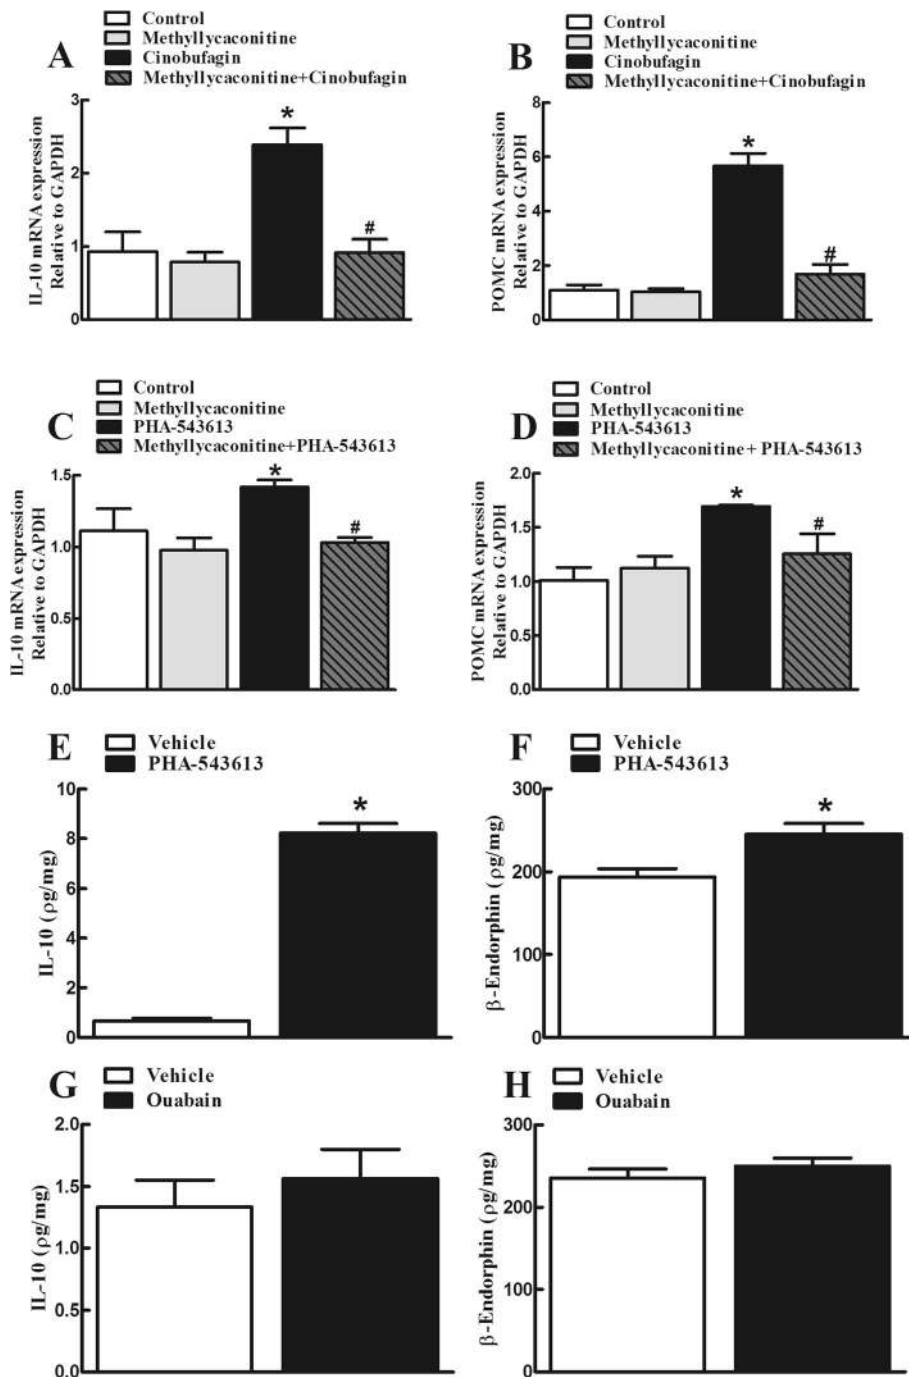 A
Control
Methyllycaconitine
Cinobufagin
Methyllycaconitine+Cinobufagin
IL-10 mRNA expression
Relative to GAPDH
3
2
1
0
*
#
B
Control
Methyllycaconitine
Cinobufagin
Methyllycaconitine+Cinobufagin
POMC mRNA expression
Relative to GAPDH
8
6
4
2
0
*
#
C
Control
Methyllycaconitine
PHA-543613
Methyllycaconitine+PHA-543613
IL-10 mRNA expression
Relative to GAPDH
1.5
1.0
0.5
0.0
*
#
D
Control
Methyllycaconitine
PHA-543613
Methyllycaconitine+ PHA-543613
POMC mRNA expression
Relative to GAPDH
2.0
1.5
1.0
0.5
0.0
*
#
E
Vehicle
PHA-543613
IL-10 (ρg/mg)
10
8
6
4
2
0
*
F
Vehicle
PHA-543613
β-Endorphin (ρg/mg)
300
200
100
0
*
G
Vehicle
Ouabain
IL-10 (ρg/mg)
2.0
1.5
1.0
0.5
0.0
H
Vehicle
Ouabain
β-Endorphin (ρg/mg)
300
200
100
0